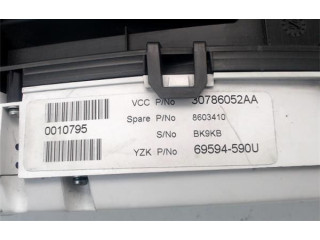 VCC P/No 30786052AA
0010795
Spare P/No 8603410
S/No BK9KB
YZK P/No 69594-590U